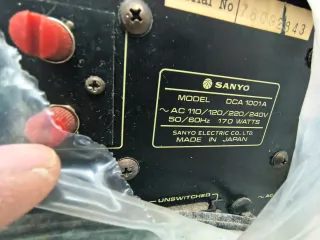 Serial No
SANYO
MODEL DCA 1001A
~ AC 110/120/220/240V
50/60Hz 170 WATTS
SANYO ELECTRIC CO., LTD.
MADE IN JAPAN
UNSWITCHED